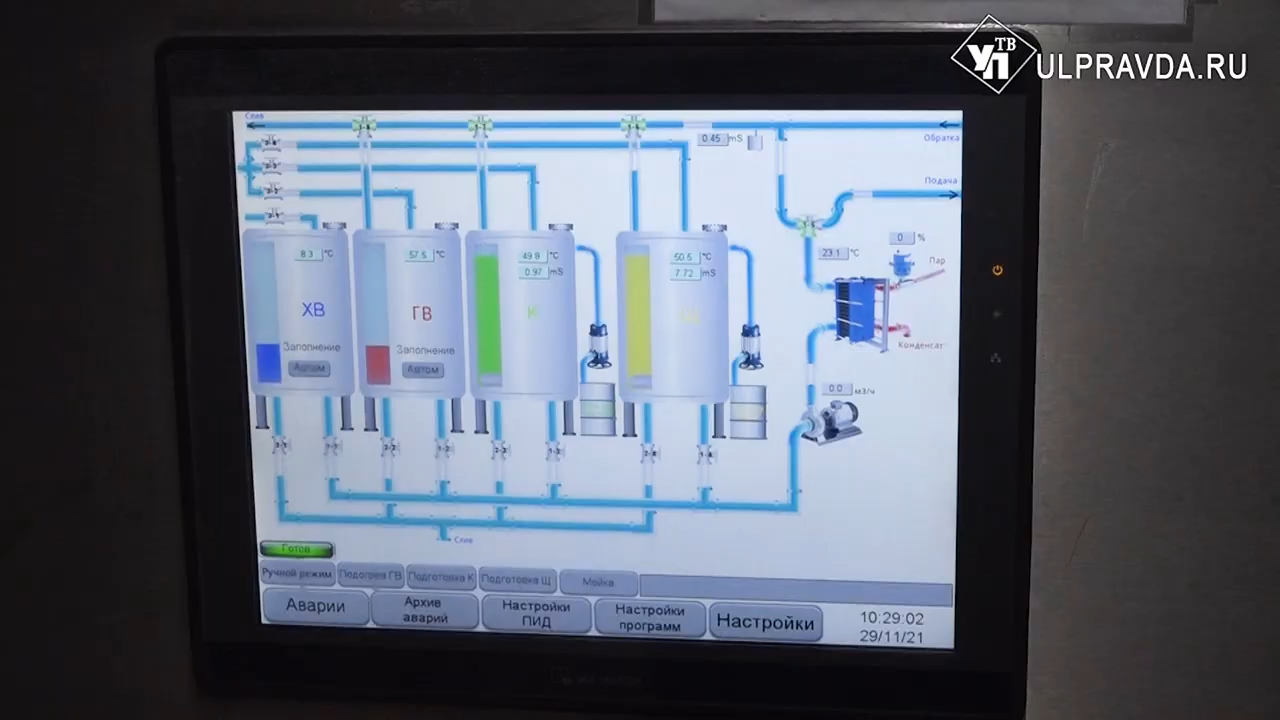 УП ТВ
ULPRAVDA.RU
Слив
0.45 mS
Обратка
Подача
8.3 °C
57.5 °C
49.8 °C
0.97 mS
50.5 °C
7.72 mS
23.1 °C
0 %
Пар
ХВ
ГВ
К
Заполнение
Автом
Заполнение
Автом
Конденсат
0.0 м3/ч
Слив
Готов
Ручной режим
Подогрев ГВ
Подготовка К
Подготовка Щ
Мойка
Аварии
Архив
аварий
Настройки
ПИД
Настройки
программ
Настройки
10:29:02
29/11/21